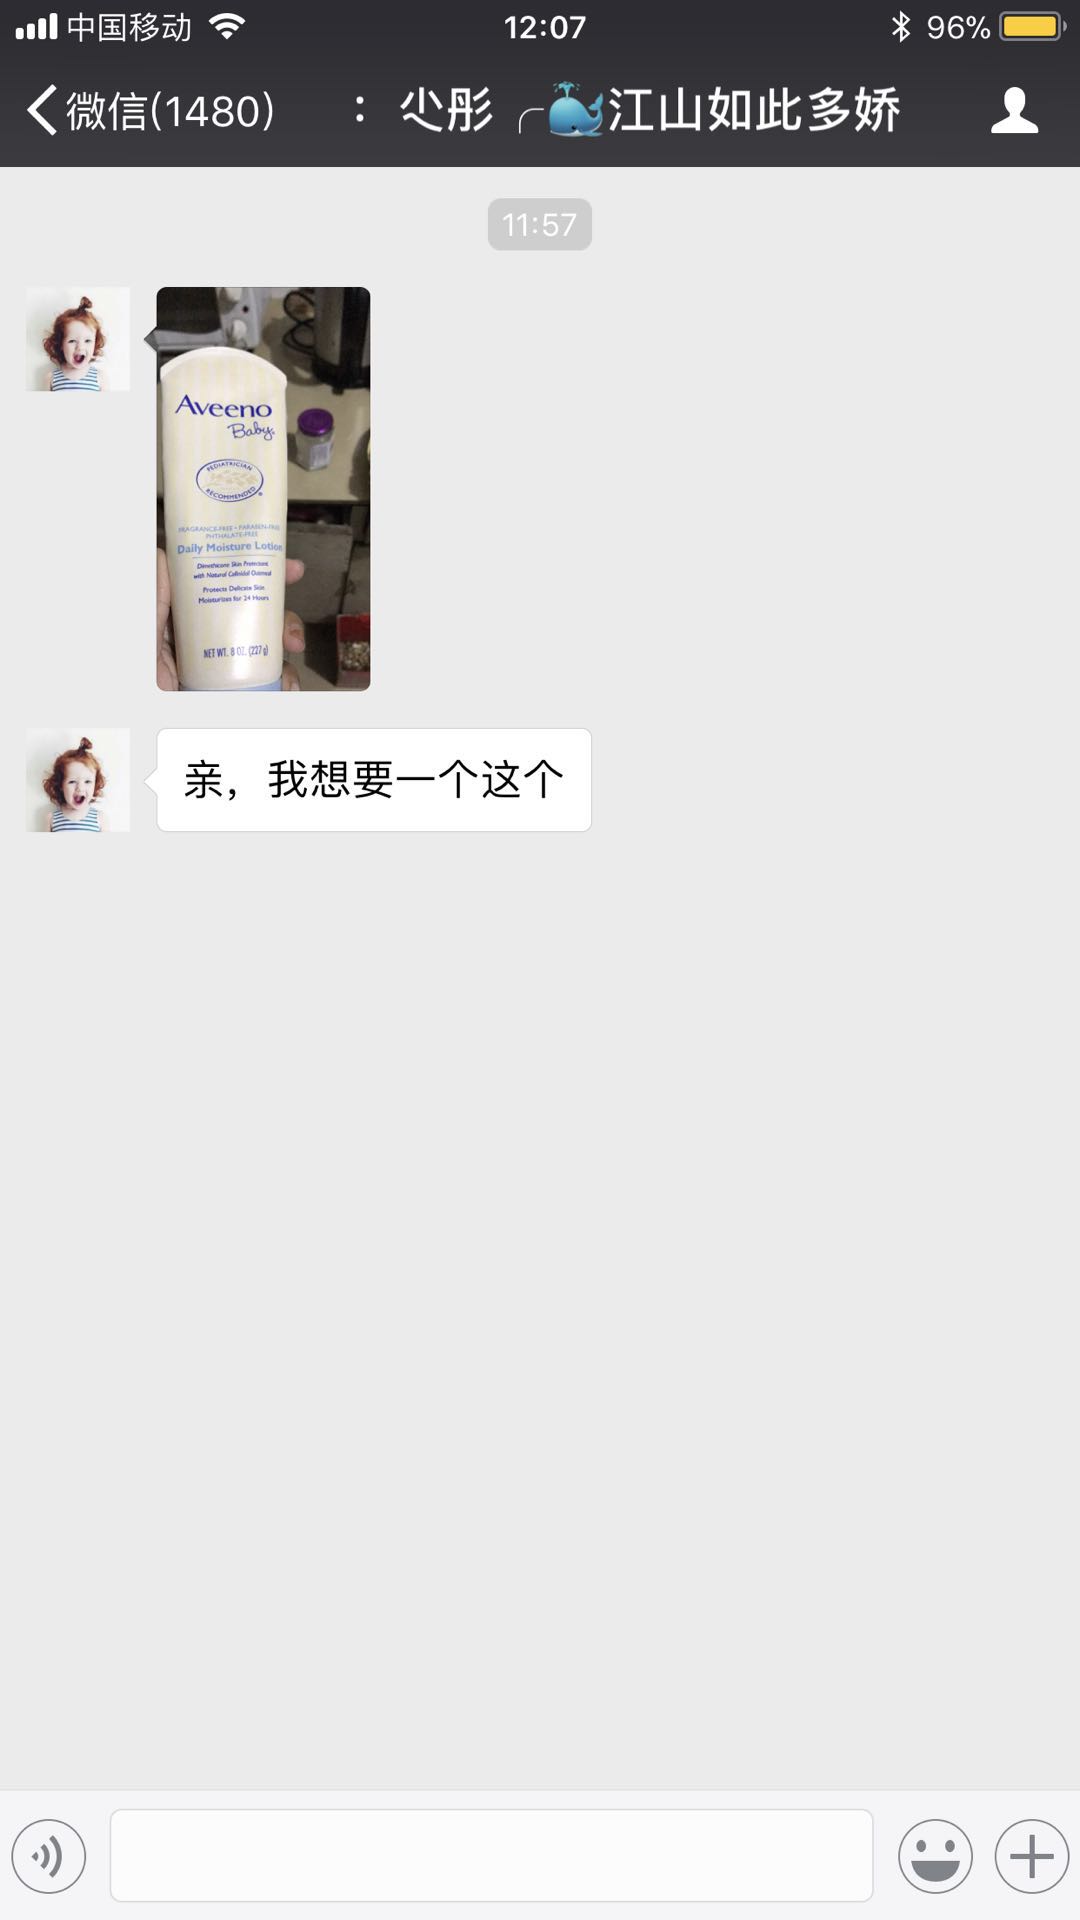 中国移动
12:07
96%
微信(1480)
：尐彤╭🐳江山如此多娇
11:57
Aveeno
Baby®
PEDIATRICIAN
RECOMMENDED
FRAGRANCE-FREE • PARABEN-FREE
PHTHALATE-FREE
Daily Moisture Lotion
Dimethicone Skin Protectant
with Natural Colloidal Oatmeal
Protects Delicate Skin
Moisturizes for 24 Hours
NET WT. 8 OZ. (227 g)
亲，我想要一个这个